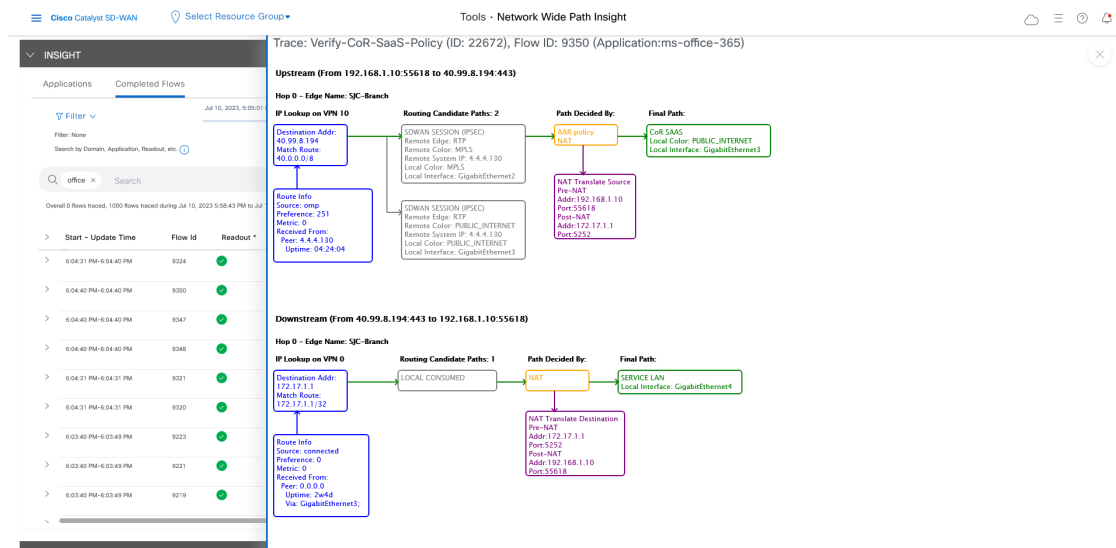 Cisco Catalyst SD-WAN
Select Resource Group▾
Tools · Network Wide Path Insight
INSIGHT
Applications
Completed Flows
Filter
Jul 10, 2023, 5:05:01
Filter: None
Search by Domain, Application, Readout, etc.
office ×
Search
Overall 0 flows traced, 1000 flows traced during Jul 10, 2023 5:58:43 PM to Jul
Start - Update Time Flow Id Readout *
6:04:31 PM-6:04:40 PM 9324
6:04:40 PM-6:04:40 PM 9350
6:04:40 PM-6:04:40 PM 9347
6:04:40 PM-6:04:40 PM 9348
6:04:31 PM-6:04:31 PM 9321
6:04:31 PM-6:04:31 PM 9320
6:03:40 PM-6:03:49 PM 9223
6:03:40 PM-6:03:49 PM 9221
6:03:40 PM-6:03:49 PM 9219
Trace: Verify-CoR-SaaS-Policy (ID: 22672), Flow ID: 9350 (Application:ms-office-365)
Upstream (From 192.168.1.10:55618 to 40.99.8.194:443)
Hop 0 - Edge Name: SJC-Branch
IP Lookup on VPN 10
Destination Addr:
40.99.8.194
Match Route:
40.0.0.0/8
Route Info
Source: omp
Preference: 251
Metric: 0
Received From:
Peer: 4.4.4.130
Uptime: 04:24:04
Routing Candidate Paths: 2
SDWAN SESSION (IPSEC)
Remote Edge: RTP
Remote Color: MPLS
Remote System IP: 4.4.4.130
Local Color: MPLS
Local Interface: GigabitEthernet2
SDWAN SESSION (IPSEC)
Remote Edge: RTP
Remote Color: PUBLIC_INTERNET
Remote System IP: 4.4.4.130
Local Color: PUBLIC_INTERNET
Local Interface: GigabitEthernet3
Path Decided By:
AAR policy
NAT
NAT Translate Source
Pre-NAT
Addr:192.168.1.10
Port:55618
Post-NAT
Addr:172.17.1.1
Port:5252
Final Path:
CoR SAAS
Local Color: PUBLIC_INTERNET
Local Interface: GigabitEthernet3
Downstream (From 40.99.8.194:443 to 192.168.1.10:55618)
Hop 0 - Edge Name: SJC-Branch
IP Lookup on VPN 0
Destination Addr:
172.17.1.1
Match Route:
172.17.1.1/32
Route Info
Source: connected
Preference: 0
Metric: 0
Received From:
Peer: 0.0.0.0
Uptime: 2w4d
Via: GigabitEthernet3;
Routing Candidate Paths: 1
LOCAL CONSUMED
Path Decided By:
NAT
NAT Translate Destination
Pre-NAT
Addr:172.17.1.1
Port:5252
Post-NAT
Addr:192.168.1.10
Port:55618
Final Path:
SERVICE LAN
Local Interface: GigabitEthernet4